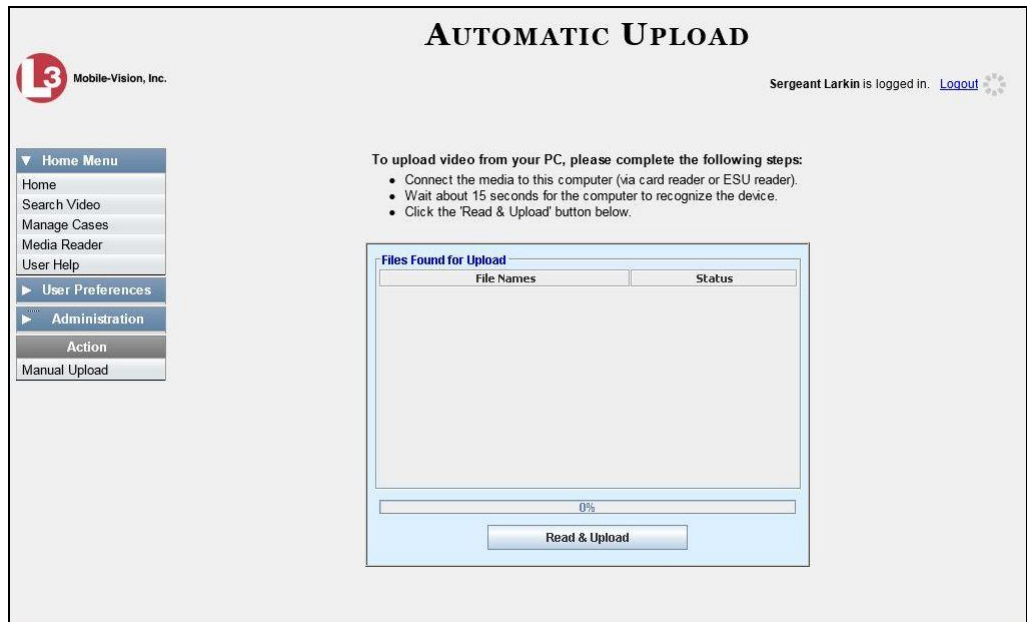 AUTOMATIC UPLOAD
L3 Mobile-Vision, Inc.
Sergeant Larkin is logged in. Logout
Home Menu
Home
Search Video
Manage Cases
Media Reader
User Help
User Preferences
Administration
Action
Manual Upload
To upload video from your PC, please complete the following steps:
• Connect the media to this computer (via card reader or ESU reader).
• Wait about 15 seconds for the computer to recognize the device.
• Click the 'Read & Upload' button below.
Files Found for Upload
File Names Status
0%
Read & Upload